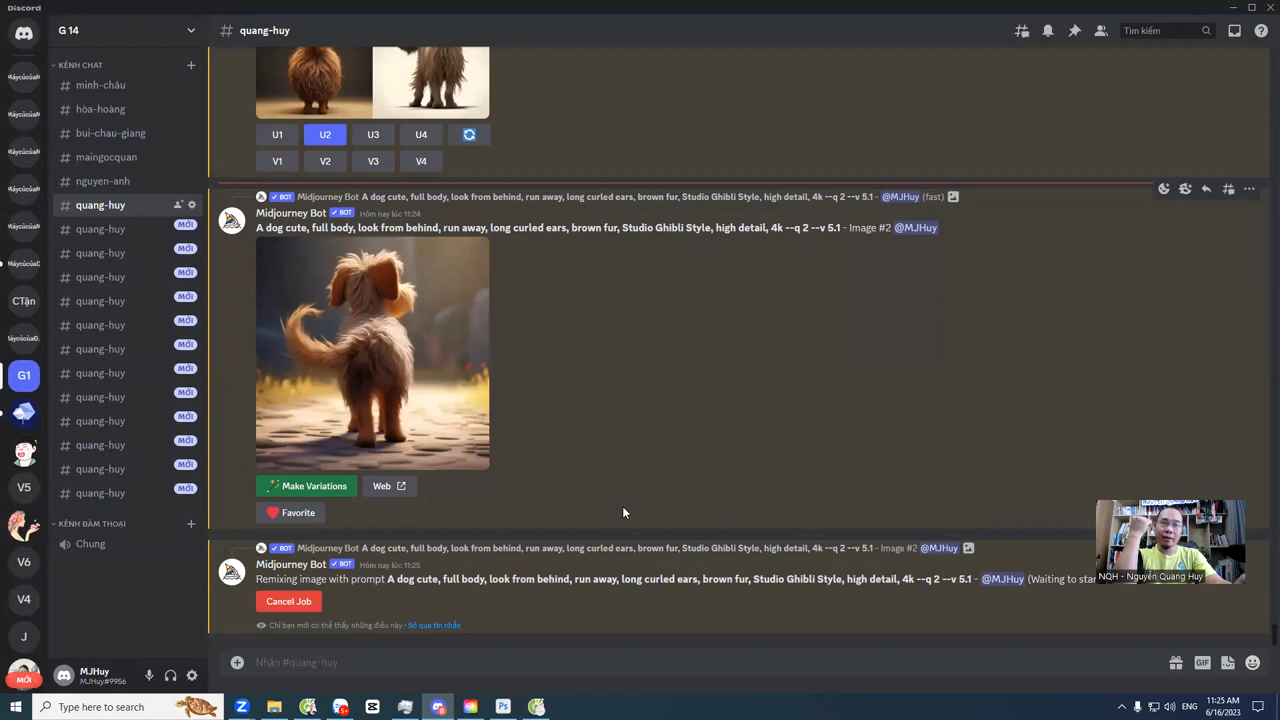 Discord
G 14
# quang-huy
Tìm kiếm
KÊNH CHAT
minh-châu
hòa-hoàng
bui-chau-giang
maingocquan
nguyen-anh
quang-huy
quang-huy MỚI
quang-huy MỚI
quang-huy MỚI
quang-huy MỚI
quang-huy MỚI
quang-huy MỚI
quang-huy MỚI
quang-huy MỚI
quang-huy MỚI
quang-huy MỚI
quang-huy MỚI
quang-huy MỚI
KÊNH ĐÀM THOẠI
Chung
CTận
G1
V5
V6
V4
J
MỚI
MJHuy
MJHuy#9956
U1 U2 U3 U4
V1 V2 V3 V4
BOT Midjourney Bot A dog cute, full body, look from behind, run away, long curled ears, brown fur, Studio Ghibli Style, high detail, 4k --q 2 --v 5.1 - @MJHuy (fast)
Midjourney Bot BOT Hôm nay lúc 11:24
A dog cute, full body, look from behind, run away, long curled ears, brown fur, Studio Ghibli Style, high detail, 4k --q 2 --v 5.1 - Image #2 @MJHuy
Make Variations Web
Favorite
BOT Midjourney Bot A dog cute, full body, look from behind, run away, long curled ears, brown fur, Studio Ghibli Style, high detail, 4k --q 2 --v 5.1 - Image #2 @MJHuy
Midjourney Bot BOT Hôm nay lúc 11:25
Remixing image with prompt A dog cute, full body, look from behind, run away, long curled ears, brown fur, Studio Ghibli Style, high detail, 4k --q 2 --v 5.1 - @MJHuy (Waiting to star
Cancel Job
Chỉ bạn mới có thể thấy những điều này • Bỏ qua tin nhắn
Nhắn #quang-huy
GIF
NQH - Nguyễn Quang Huy
Type here to search
ENG
11:25 AM
6/16/2023